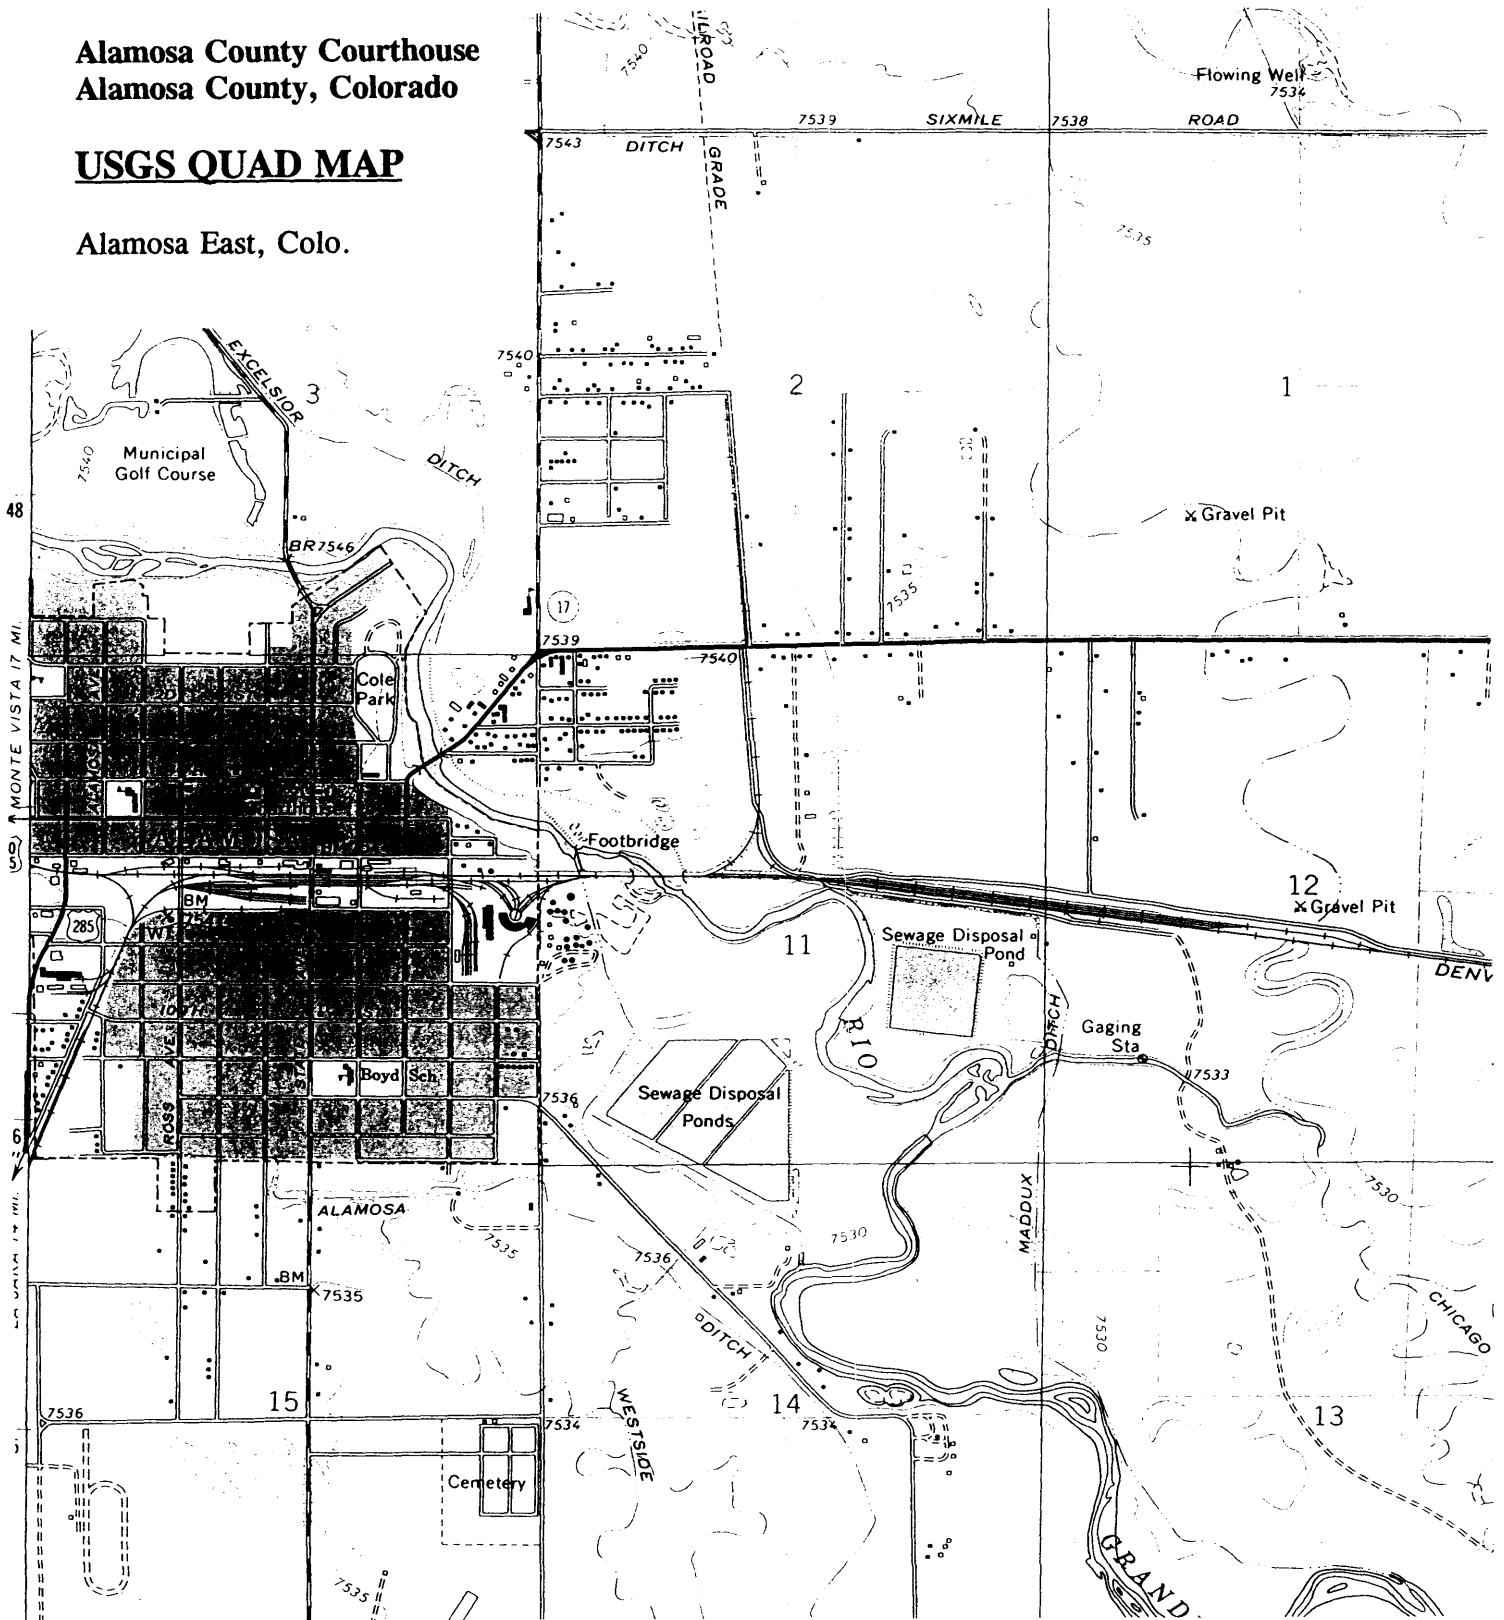 Alamosa County Courthouse
Alamosa County, Colorado
USGS QUAD MAP
Alamosa East, Colo.
7540
RAILROAD
GRADE
Flowing Well
7534
7539
SIXMILE
7538
ROAD
7543
DITCH
7535
EXCELSIOR
3
7540
2
1
Municipal
Golf Course
7540
DITCH
48
Gravel Pit
BR 7546
7535
17
7539
7540
Cole
Park
MONTE VISTA 17 MI.
Footbridge
12
Gravel Pit
BM
285
11
Sewage Disposal
Pond
DENV
RIO
DITCH
Gaging
Sta
7533
ROSS AVE
Boyd Sch
7536
Sewage Disposal
Ponds
6
MADDUX
7530
ALAMOSA
7535
7530
7536
BM
7535
DITCH
7530
CHICAGO
15
14
13
7536
7534
7534
WESTSIDE
Cemetery
7535
GRAND